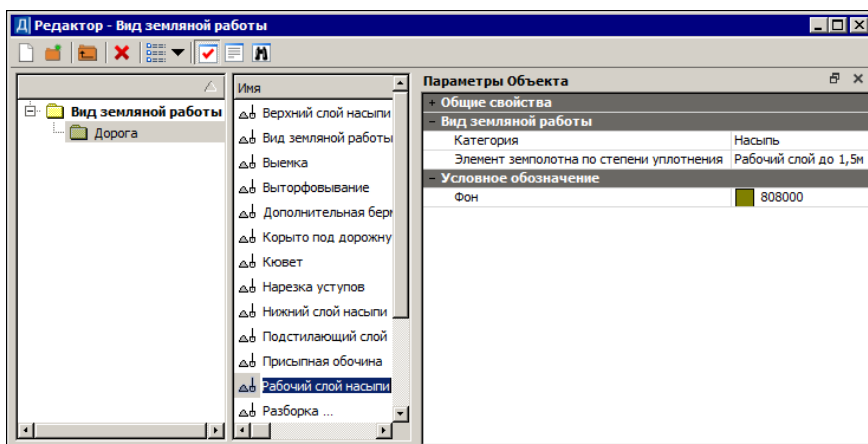 Редактор - Вид земляной работы
Вид земляной работы
Дорога
Имя
Верхний слой насыпи
Вид земляной работы
Выемка
Выторфовывание
Дополнительная берм
Корыто под дорожну
Кювет
Нарезка уступов
Нижний слой насыпи
Подстилающий слой
Присыпная обочина
Рабочий слой насыпи
Разборка ...
Параметры Объекта
+ Общие свойства
- Вид земляной работы
Категория Насыпь
Элемент земполотна по степени уплотнения Рабочий слой до 1,5м
- Условное обозначение
Фон 808000